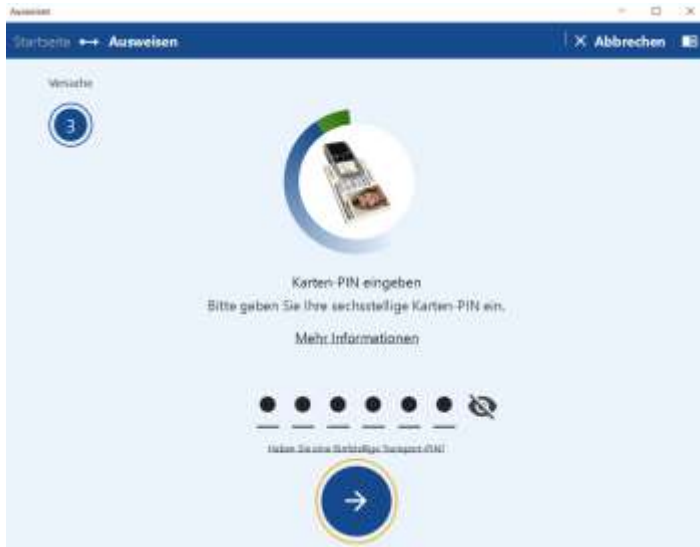 Ausweisen
Startseite ↔ Ausweisen
Abbrechen
Versuche
3
Karten-PIN eingeben
Bitte geben Sie Ihre sechsstellige Karten-PIN ein.
Mehr Informationen
Haben Sie eine fünfstellige Transport-PIN?